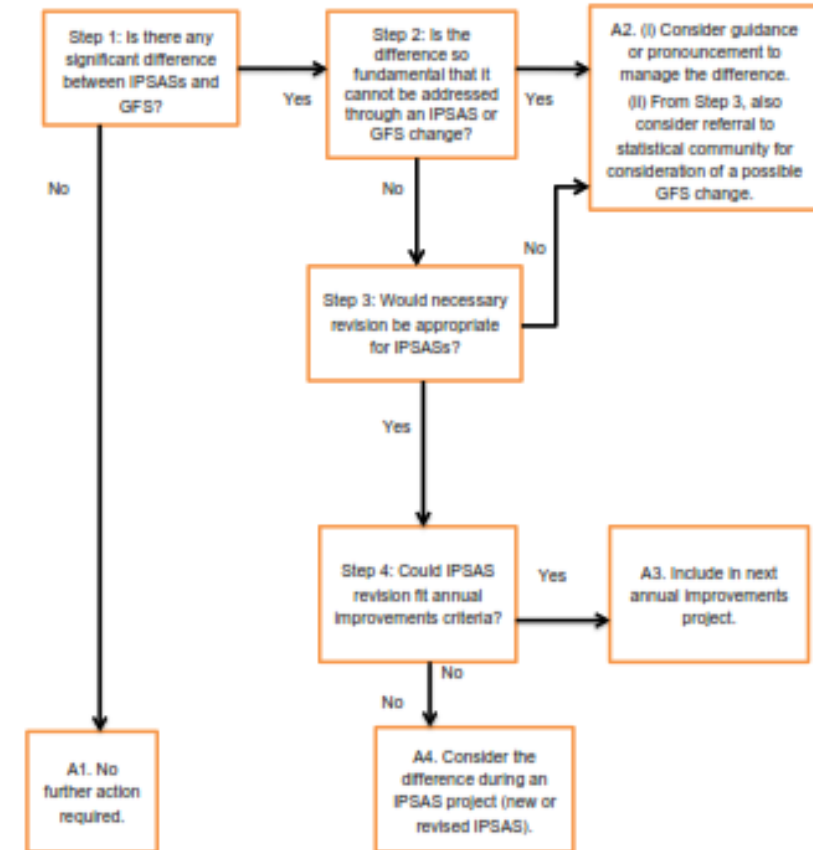 Step 1: Is there any
significant difference
between IPSASs and
GFS?
Yes
Step 2: Is the
difference so
fundamental that it
cannot be addressed
through an IPSAS or
GFS change?
Yes
A2. (i) Consider guidance
or pronouncement to
manage the difference.
(ii) From Step 3, also
consider referral to
statistical community for
consideration of a possible
GFS change.
No
No
No
Step 3: Would necessary
revision be appropriate
for IPSASs?
Yes
Step 4: Could IPSAS
revision fit annual
improvements criteria?
Yes
A3. Include in next
annual improvements
project.
No
No
A1. No
further action
required.
A4. Consider the
difference during an
IPSAS project (new or
revised IPSAS).